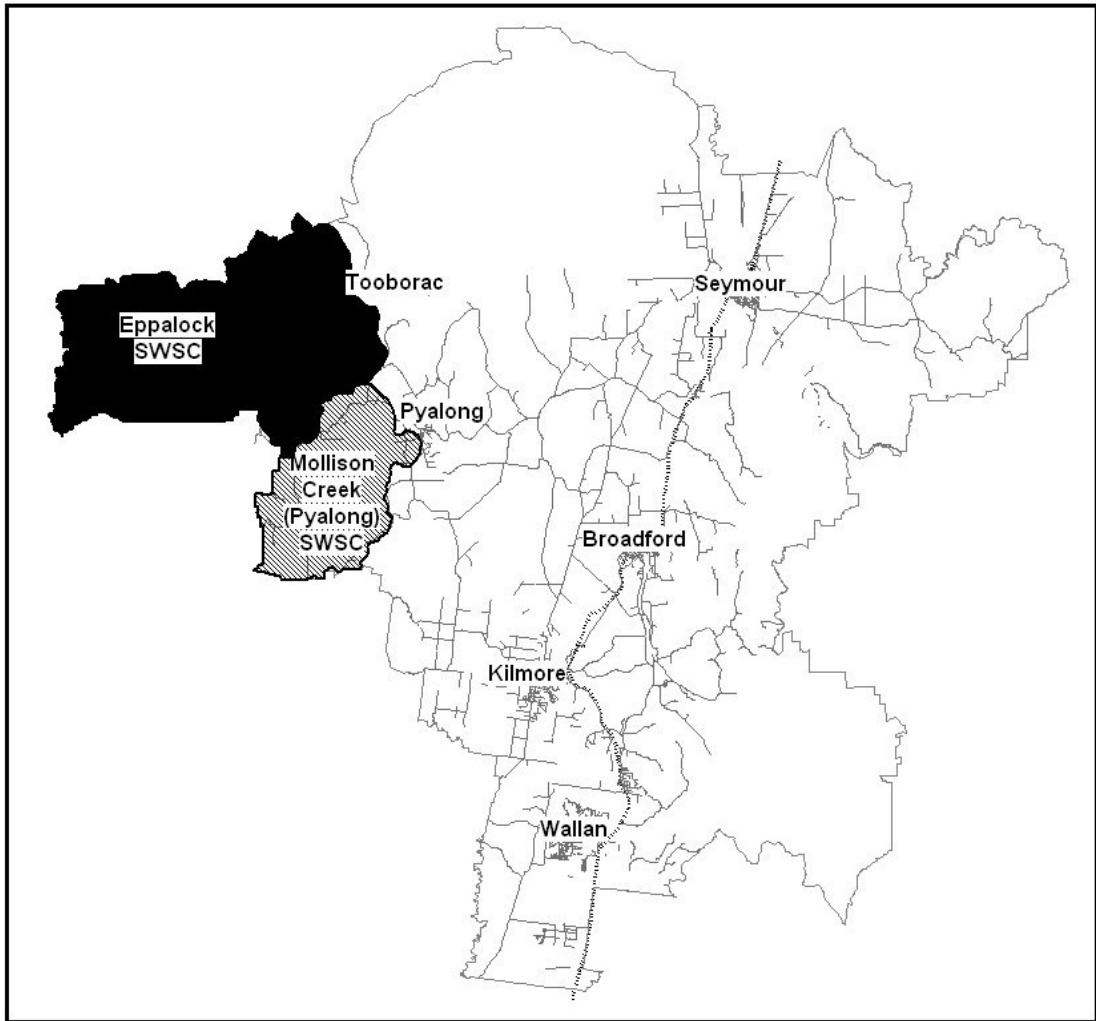 Tooborac
Seymour
Eppalock
SWSC
Pyalong
Mollison
Creek
(Pyalong)
SWSC
Broadford
Kilmore
Wallan